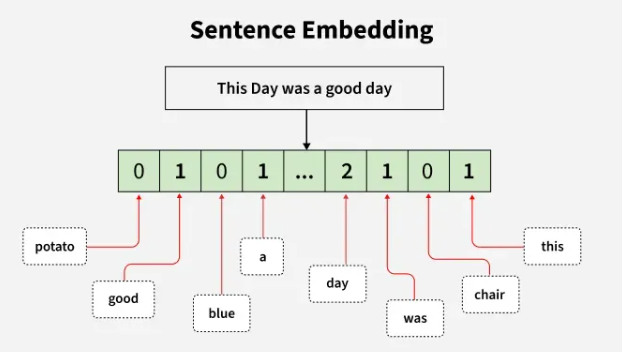 Sentence Embedding
This Day was a good day
0 1 0 1 ... 2 1 0 1
potato
good
blue
a
day
was
chair
this